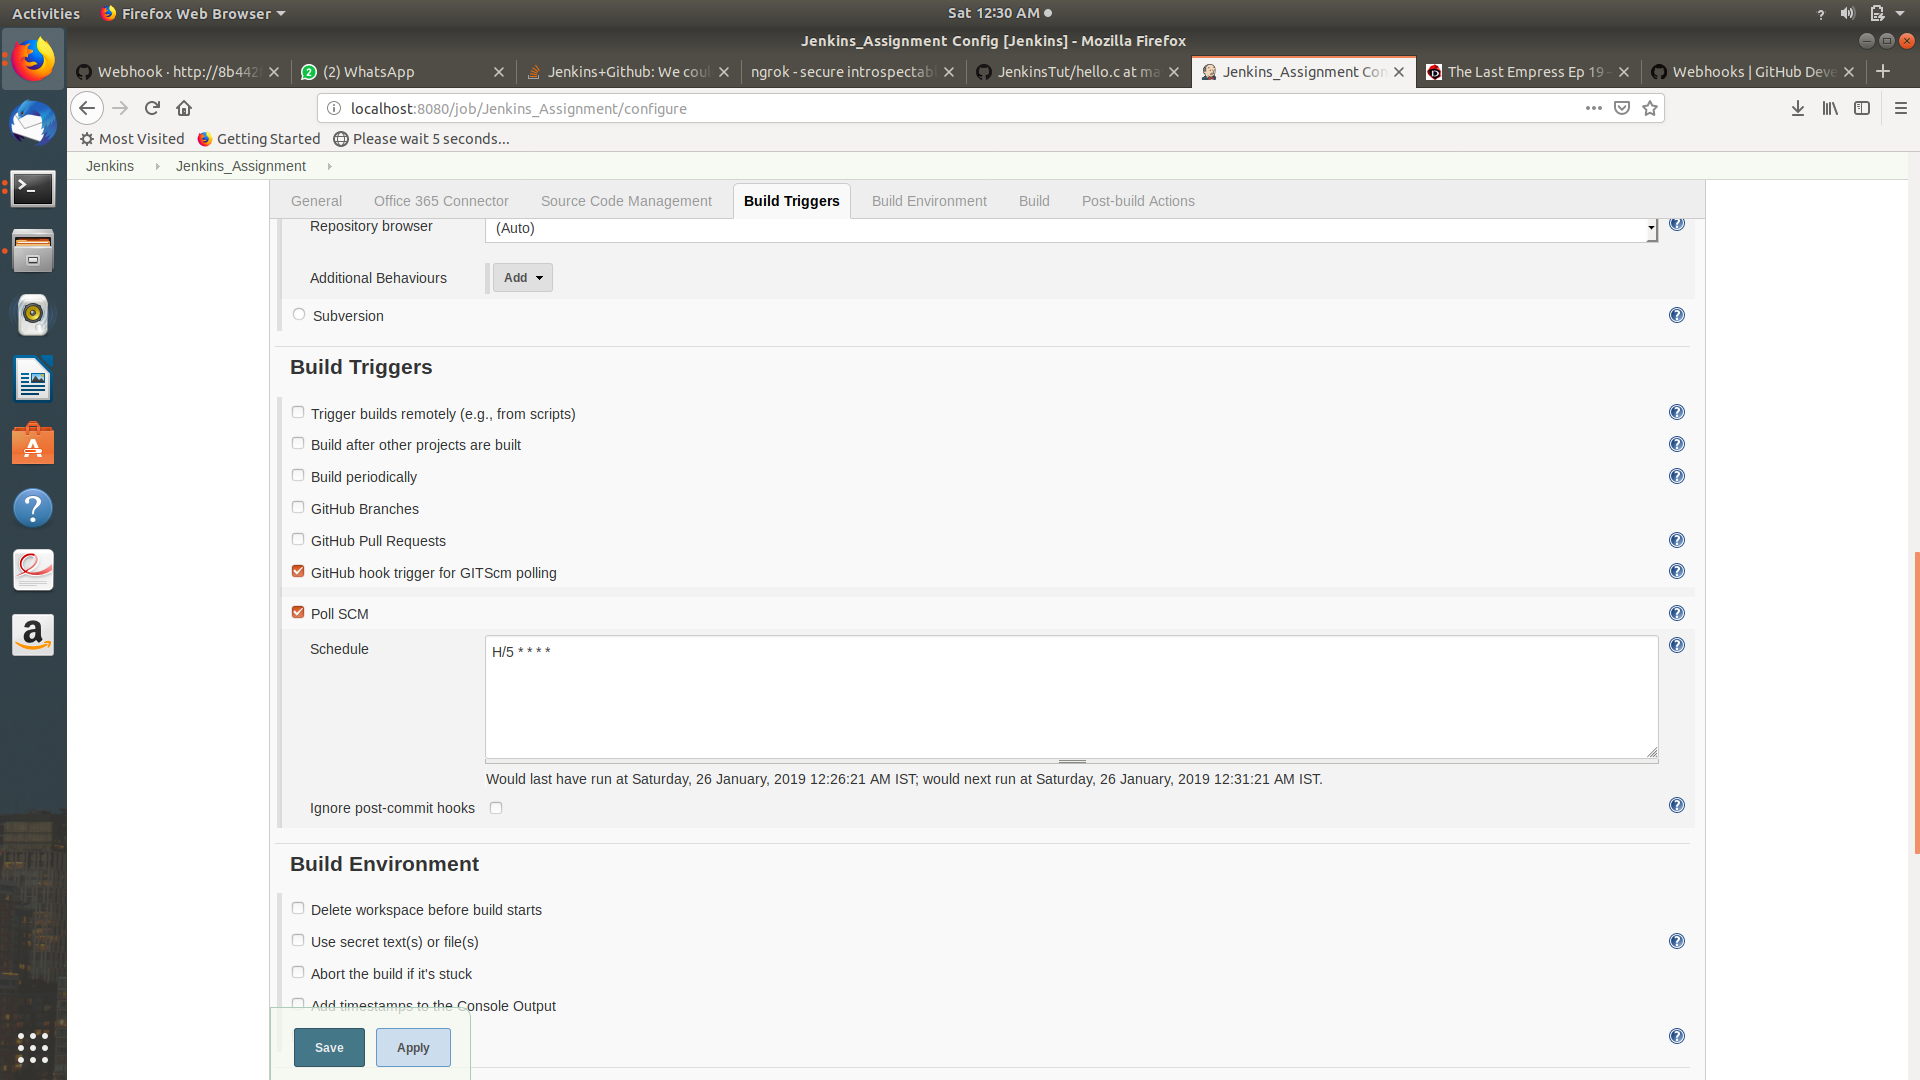 Activities Firefox Web Browser Sat 12:30 AM ?
Jenkins_Assignment Config [Jenkins] - Mozilla Firefox
Webhook · http://8b442 (2) WhatsApp Jenkins+Github: We cou ngrok - secure introspectab JenkinsTut/hello.c at ma Jenkins_Assignment Con The Last Empress Ep 19 - Webhooks | GitHub Deve
localhost:8080/job/Jenkins_Assignment/configure
Most Visited Getting Started Please wait 5 seconds...
Jenkins Jenkins_Assignment
General Office 365 Connector Source Code Management Build Triggers Build Environment Build Post-build Actions
Repository browser (Auto)
Additional Behaviours Add
Subversion
Build Triggers
Trigger builds remotely (e.g., from scripts)
Build after other projects are built
Build periodically
GitHub Branches
GitHub Pull Requests
GitHub hook trigger for GITScm polling
Poll SCM
Schedule H/5 * * * *
Would last have run at Saturday, 26 January, 2019 12:26:21 AM IST; would next run at Saturday, 26 January, 2019 12:31:21 AM IST.
Ignore post-commit hooks
Build Environment
Delete workspace before build starts
Use secret text(s) or file(s)
Abort the build if it's stuck
Add timestamps to the Console Output
Save Apply